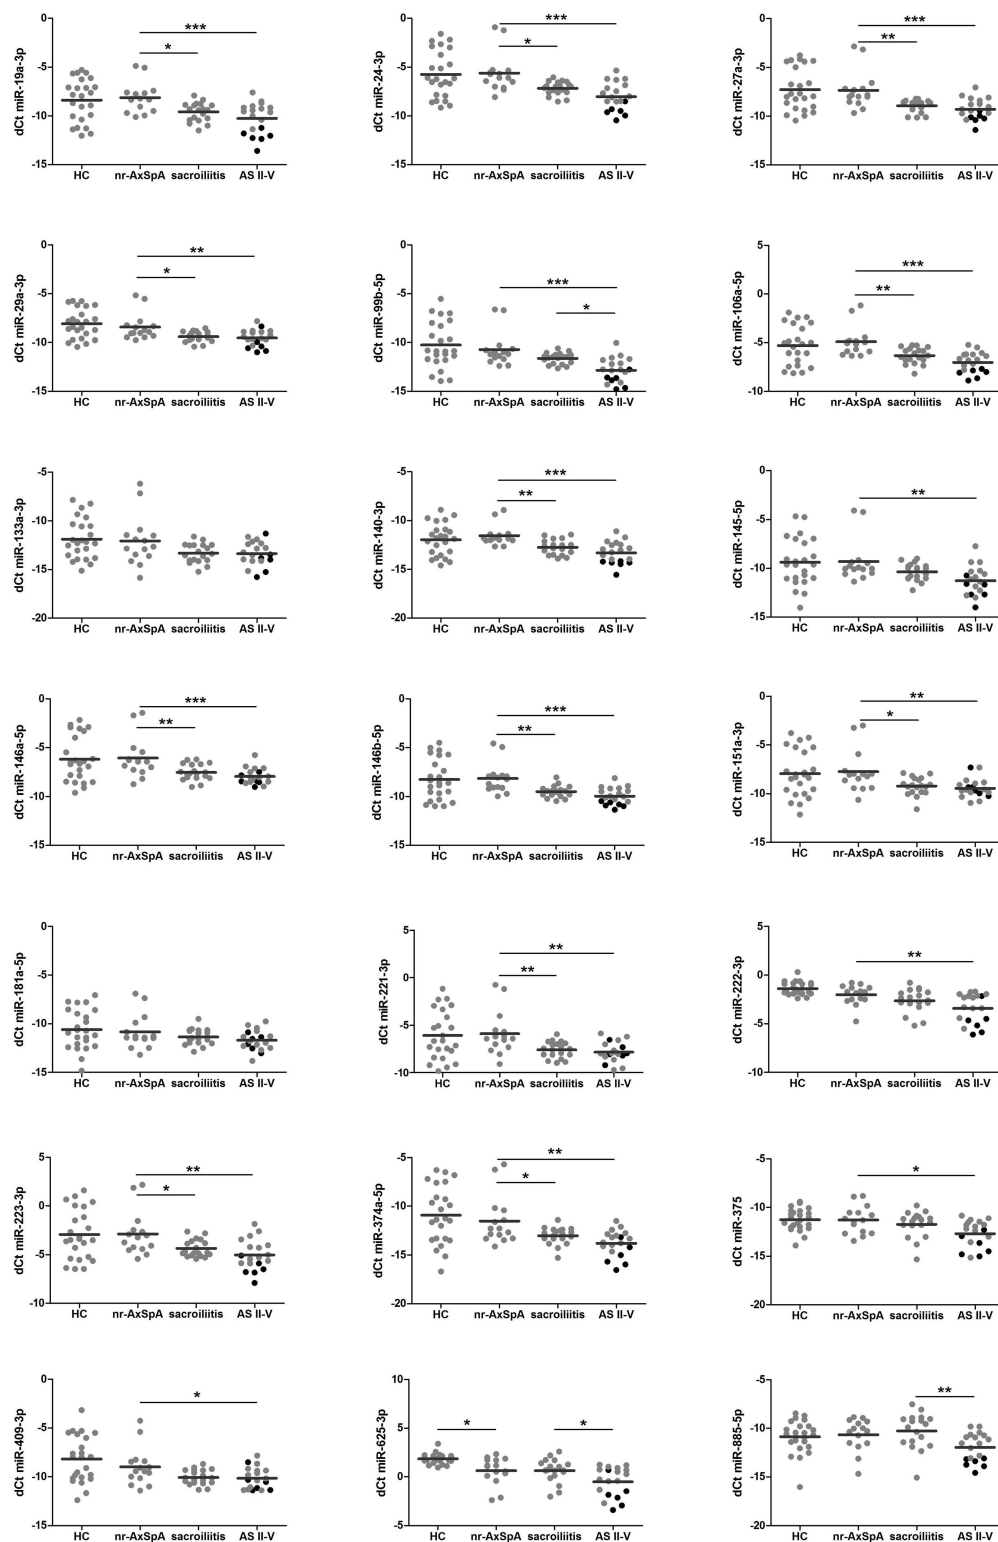 dCt miR-19a-3p
0
-5
-10
-15
***
*
HC nr-AxSpA sacroiliitis AS II-V
dCt miR-24-3p
0
-5
-10
-15
***
*
HC nr-AxSpA sacroiliitis AS II-V
dCt miR-27a-3p
0
-5
-10
-15
***
**
HC nr-AxSpA sacroiliitis AS II-V
dCt miR-29a-3p
0
-5
-10
-15
**
*
HC nr-AxSpA sacroiliitis AS II-V
dCt miR-99b-5p
0
-5
-10
-15
***
*
HC nr-AxSpA sacroiliitis AS II-V
dCt miR-106a-5p
5
0
-5
-10
***
**
HC nr-AxSpA sacroiliitis AS II-V
dCt miR-133a-3p
-5
-10
-15
-20
HC nr-AxSpA sacroiliitis AS II-V
dCt miR-140-3p
-5
-10
-15
-20
***
**
HC nr-AxSpA sacroiliitis AS II-V
dCt miR-145-5p
0
-5
-10
-15
**
HC nr-AxSpA sacroiliitis AS II-V
dCt miR-146a-5p
0
-5
-10
-15
***
**
HC nr-AxSpA sacroiliitis AS II-V
dCt miR-146b-5p
0
-5
-10
-15
***
**
HC nr-AxSpA sacroiliitis AS II-V
dCt miR-151a-3p
0
-5
-10
-15
**
*
HC nr-AxSpA sacroiliitis AS II-V
dCt miR-181a-5p
0
-5
-10
-15
HC nr-AxSpA sacroiliitis AS II-V
dCt miR-221-3p
5
0
-5
-10
**
**
HC nr-AxSpA sacroiliitis AS II-V
dCt miR-222-3p
5
0
-5
-10
**
HC nr-AxSpA sacroiliitis AS II-V
dCt miR-223-3p
5
0
-5
-10
**
*
HC nr-AxSpA sacroiliitis AS II-V
dCt miR-374a-5p
-5
-10
-15
-20
**
*
HC nr-AxSpA sacroiliitis AS II-V
dCt miR-375
-5
-10
-15
-20
*
HC nr-AxSpA sacroiliitis AS II-V
dCt miR-409-3p
0
-5
-10
-15
*
HC nr-AxSpA sacroiliitis AS II-V
dCt miR-625-3p
10
5
0
-5
*
*
HC nr-AxSpA sacroiliitis AS II-V
dCt miR-885-5p
-5
-10
-15
-20
**
HC nr-AxSpA sacroiliitis AS II-V